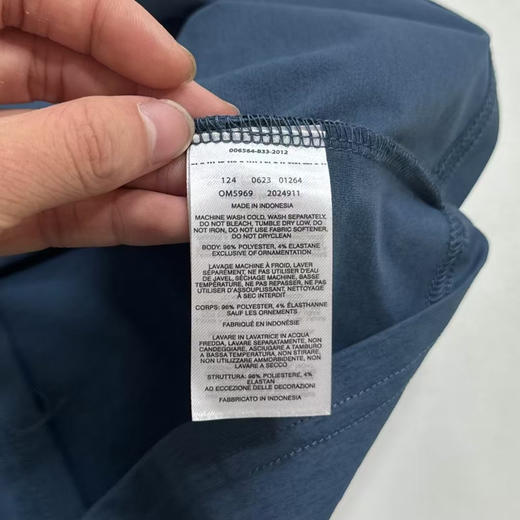 006564-B33-2012
124 0623 01264
OM5969 2024911
MADE IN INDONESIA
MACHINE WASH COLD, WASH SEPARATELY,
DO NOT BLEACH, TUMBLE DRY LOW, DO
NOT IRON, DO NOT USE FABRIC SOFTENER,
DO NOT DRYCLEAN
BODY: 96% POLYESTER, 4% ELASTANE
EXCLUSIVE OF ORNAMENTATION
LAVAGE MACHINE À FROID, LAVER
SÉPARÉMENT, NE PAS UTILISER D'EAU
DE JAVEL, SÉCHAGE MACHINE, BASSE
TEMPÉRATURE, NE PAS REPASSER, NE PAS
UTILISER D'ASSOUPLISSANT, NETTOYAGE
À SEC INTERDIT
CORPS: 96% POLYESTER, 4% ÉLASTHANNE
SAUF LES ORNEMENTS
FABRIQUÉ EN INDONÉSIE
LAVARE IN LAVATRICE IN ACQUA
FREDDA, LAVARE SEPARATAMENTE, NON
CANDEGGIARE, ASCIUGARE A TAMBURO
A BASSA TEMPERATURA, NON STIRARE,
NON UTILIZZARE AMMORBIDENTE, NON
LAVARE A SECCO
STRUTTURA: 96% POLIESTERE, 4%
ELASTAN
AD ECCEZIONE DELLE DECORAZIONI
FABBRICATO IN INDONESIA